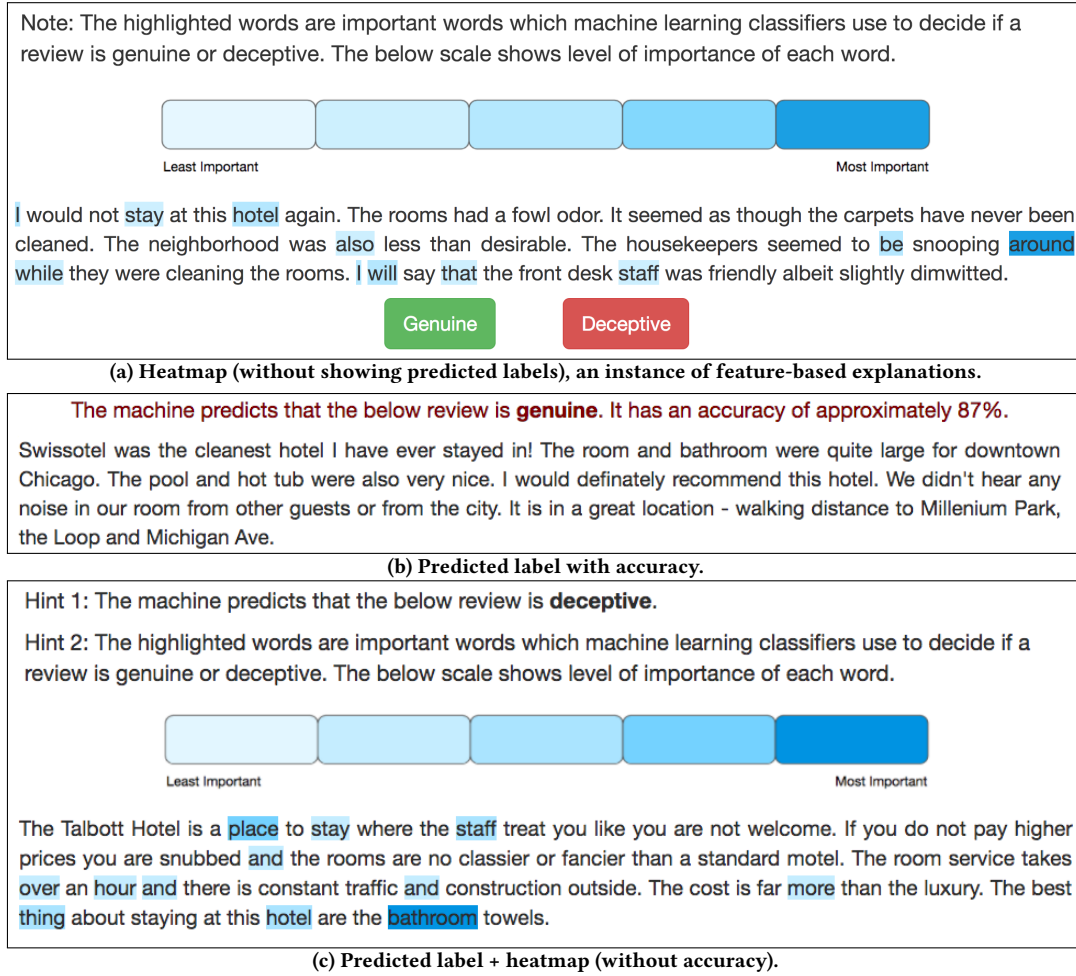 Note: The highlighted words are important words which machine learning classifiers use to decide if a
review is genuine or deceptive. The below scale shows level of importance of each word.
Least Important
Most Important
I would not stay at this hotel again. The rooms had a fowl odor. It seemed as though the carpets have never been
cleaned. The neighborhood was also less than desirable. The housekeepers seemed to be snooping around
while they were cleaning the rooms. I will say that the front desk staff was friendly albeit slightly dimwitted.
Genuine
Deceptive
(a) Heatmap (without showing predicted labels), an instance of feature-based explanations.
The machine predicts that the below review is genuine. It has an accuracy of approximately 87%.
Swissotel was the cleanest hotel I have ever stayed in! The room and bathroom were quite large for downtown
Chicago. The pool and hot tub were also very nice. I would definately recommend this hotel. We didn't hear any
noise in our room from other guests or from the city. It is in a great location - walking distance to Millenium Park,
the Loop and Michigan Ave.
(b) Predicted label with accuracy.
Hint 1: The machine predicts that the below review is deceptive.
Hint 2: The highlighted words are important words which machine learning classifiers use to decide if a
review is genuine or deceptive. The below scale shows level of importance of each word.
Least Important
Most Important
The Talbott Hotel is a place to stay where the staff treat you like you are not welcome. If you do not pay higher
prices you are snubbed and the rooms are no classier or fancier than a standard motel. The room service takes
over an hour and there is constant traffic and construction outside. The cost is far more than the luxury. The best
thing about staying at this hotel are the bathroom towels.
(c) Predicted label + heatmap (without accuracy).